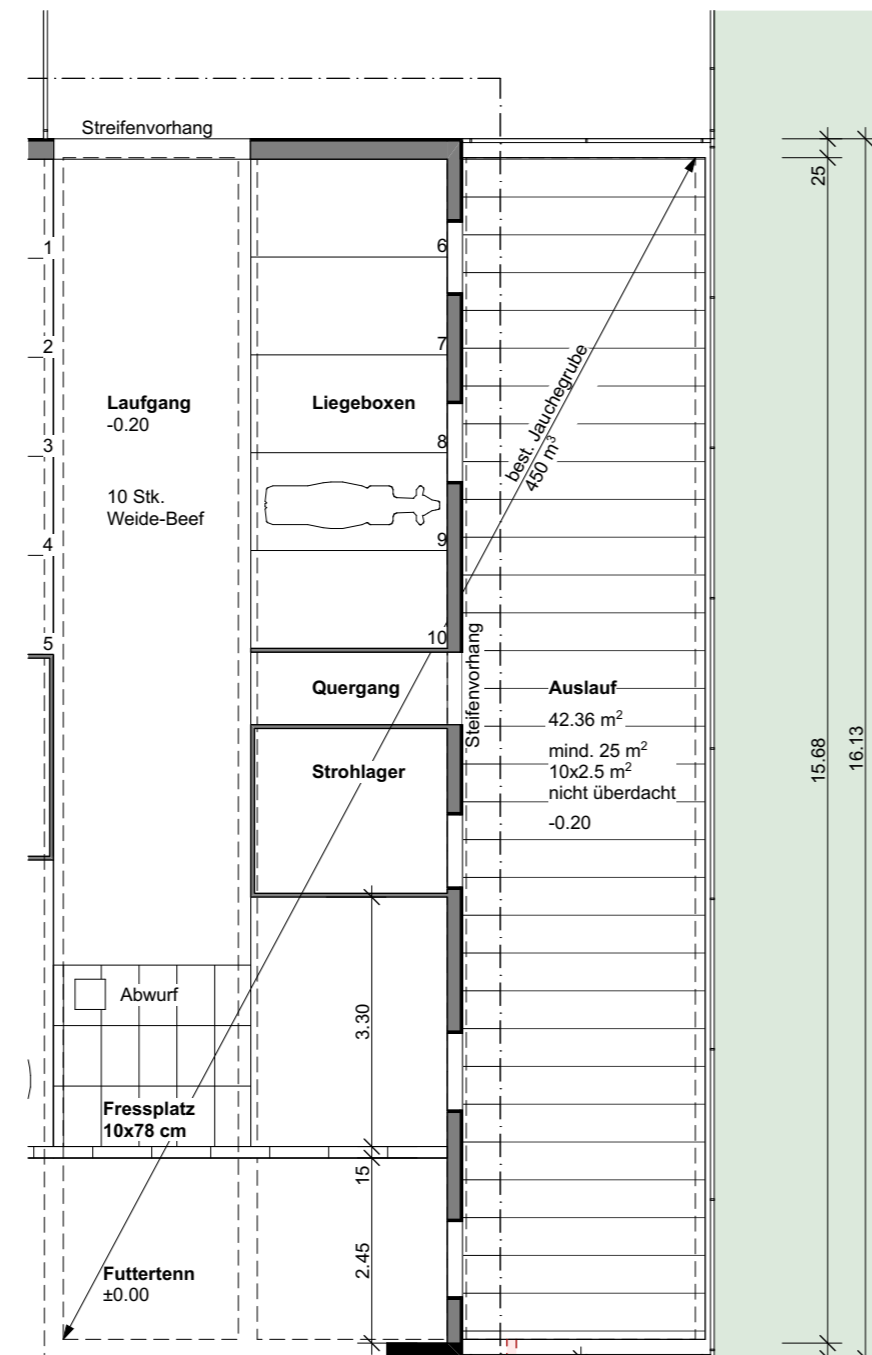 Streifenvorhang
25
1
6
2
7
Laufgang
-0.20
Liegeboxen
best. Jauchegrube
450 m³
3
8
10 Stk.
Weide-Beef
4
9
5
10
Steifenvorhang
Quergang
Auslauf
42.36 m²
mind. 25 m²
10x2.5 m²
nicht überdacht
-0.20
15.68
16.13
Strohlager
Abwurf
3.30
Fressplatz
10x78 cm
15
2.45
Futtertenn
±0.00